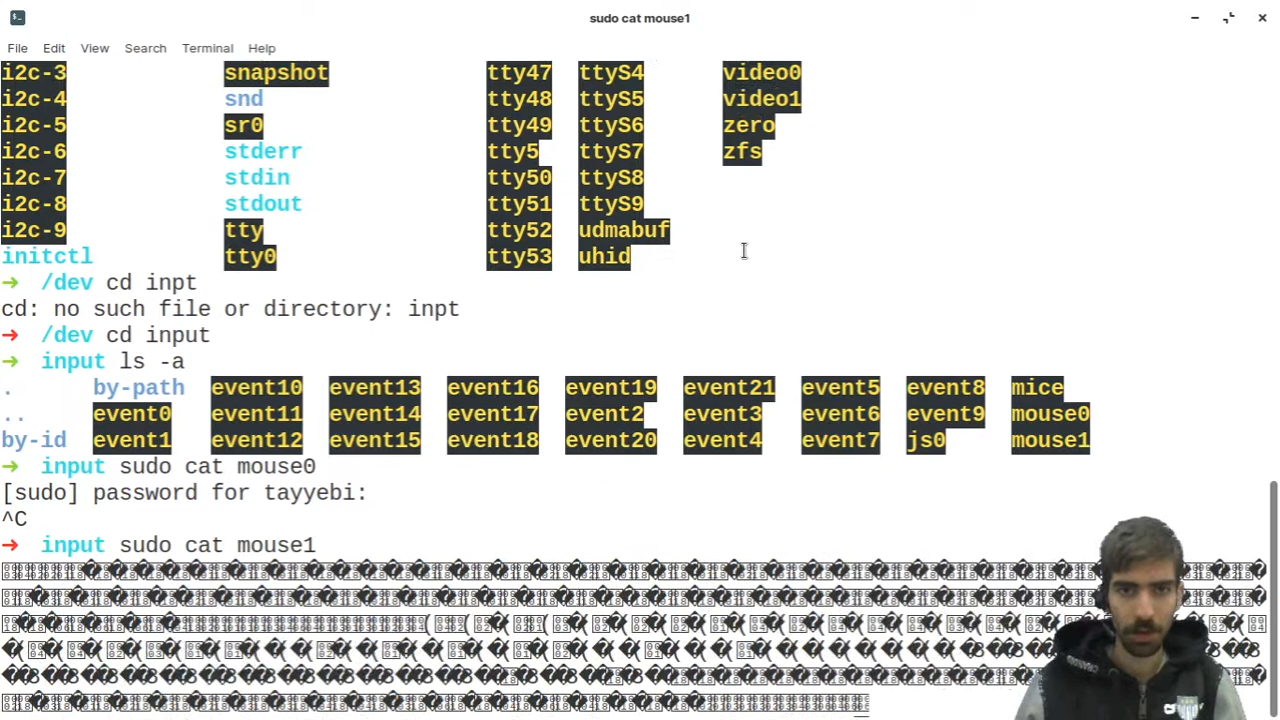 sudo cat mouse1
File Edit View Search Terminal Help
i2c-3 snapshot tty47 ttyS4 video0
i2c-4 snd tty48 ttyS5 video1
i2c-5 sr0 tty49 ttyS6 zero
i2c-6 stderr tty5 ttyS7 zfs
i2c-7 stdin tty50 ttyS8
i2c-8 stdout tty51 ttyS9
i2c-9 tty tty52 udmabuf
initctl tty0 tty53 uhid
➜ /dev cd inpt
cd: no such file or directory: inpt
➜ /dev cd input
➜ input ls -a
. by-path event10 event13 event16 event19 event21 event5 event8 mice
.. event0 event11 event14 event17 event2 event3 event6 event9 mouse0
by-id event1 event12 event15 event18 event20 event4 event7 js0 mouse1
➜ input sudo cat mouse0
[sudo] password for tayyebi:
^C
➜ input sudo cat mouse1